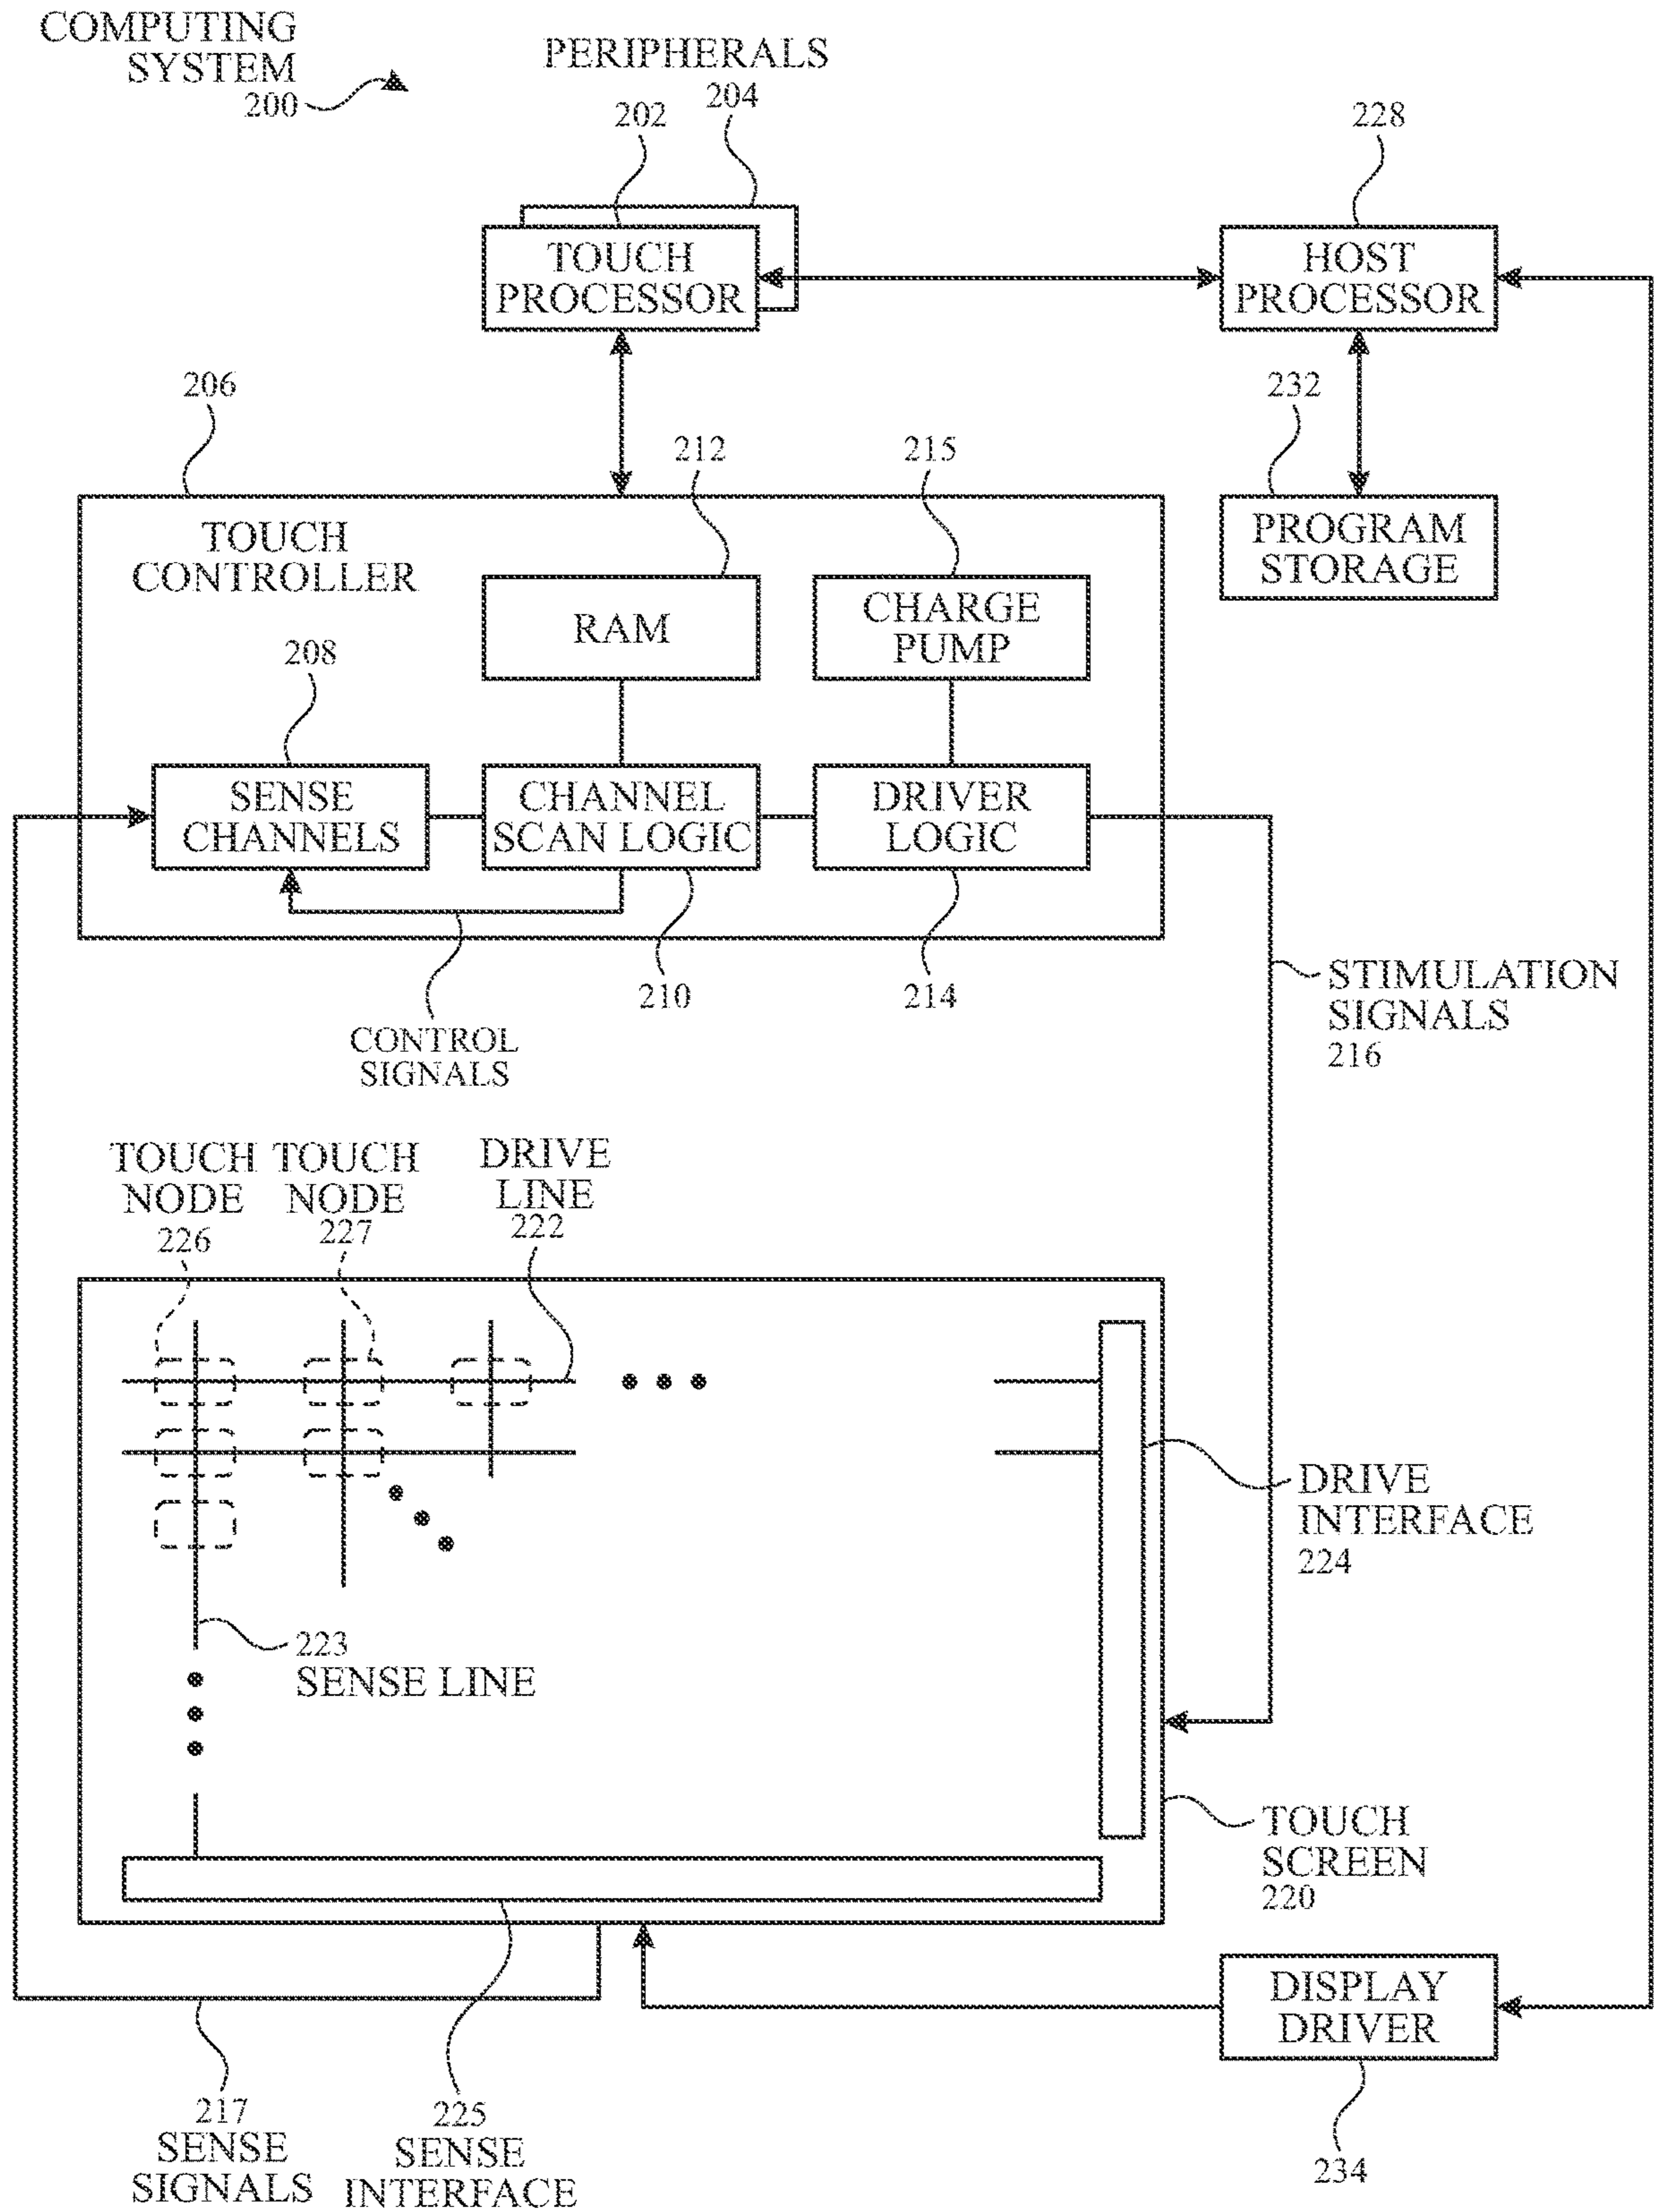 COMPUTING
SYSTEM
200
PERIPHERALS
204
202
228
TOUCH
PROCESSOR
HOST
PROCESSOR
206
232
212
215
TOUCH
CONTROLLER
PROGRAM
STORAGE
RAM
CHARGE
PUMP
208
SENSE
CHANNELS
CHANNEL
SCAN LOGIC
DRIVER
LOGIC
210
214
STIMULATION
SIGNALS
216
CONTROL
SIGNALS
TOUCH
NODE
226
TOUCH
NODE
227
DRIVE
LINE
222
DRIVE
INTERFACE
224
223
SENSE LINE
TOUCH
SCREEN
220
DISPLAY
DRIVER
217
SENSE
SIGNALS
225
SENSE
INTERFACE
234